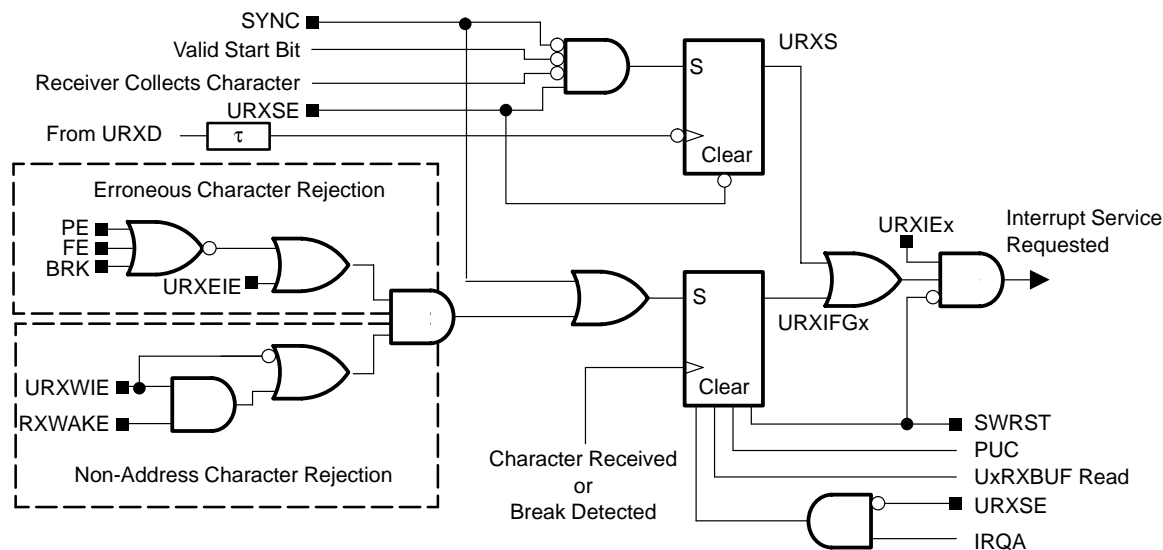 SYNC
Valid Start Bit
Receiver Collects Character
URXSE
From URXD
τ
S
Clear
URXS
Erroneous Character Rejection
PE
FE
BRK
URXEIE
URXWIE
RXWAKE
Non-Address Character Rejection
S
Clear
URXIFGx
URXIEx
Interrupt Service
Requested
Character Received
or
Break Detected
SWRST
PUC
UxRXBUF Read
URXSE
IRQA